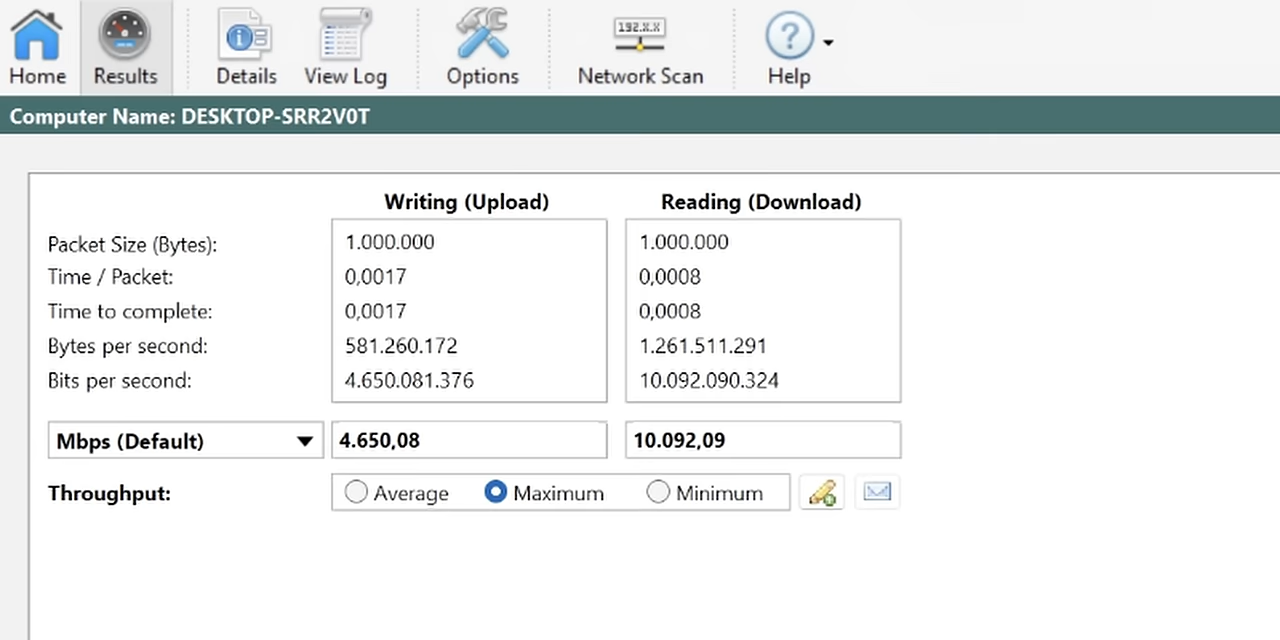 Home Results Details View Log Options Network Scan Help
192.X.X
Computer Name: DESKTOP-SRR2V0T
Writing (Upload) Reading (Download)
Packet Size (Bytes): 1.000.000 1.000.000
Time / Packet: 0,0017 0,0008
Time to complete: 0,0017 0,0008
Bytes per second: 581.260.172 1.261.511.291
Bits per second: 4.650.081.376 10.092.090.324
Mbps (Default) 4.650,08 10.092,09
Throughput: Average Maximum Minimum